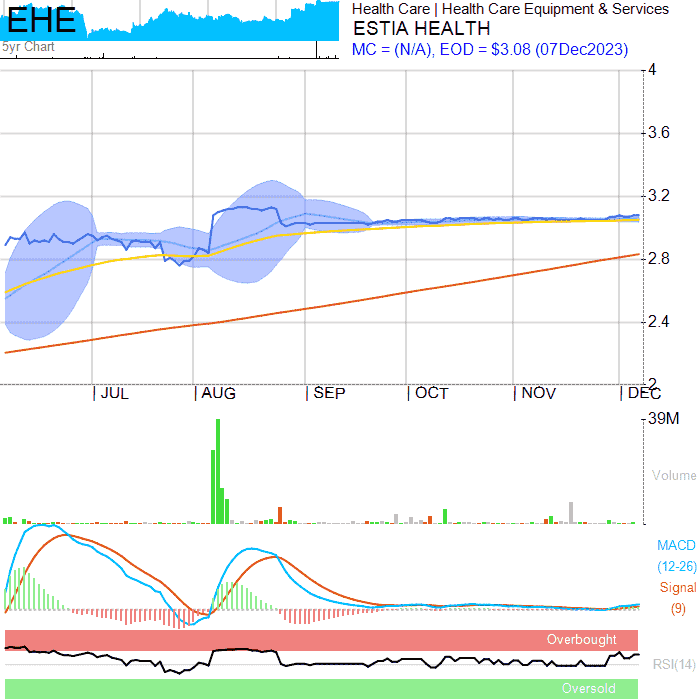 EHE
5yr Chart
Health Care | Health Care Equipment & Services
ESTIA HEALTH
MC = (N/A), EOD = $3.08 (07Dec2023)
4
3.6
3.2
2.8
2.4
2
JUL AUG SEP OCT NOV DEC
39M
Volume
MACD
(12-26)
Signal
(9)
Overbought
RSI(14)
Oversold